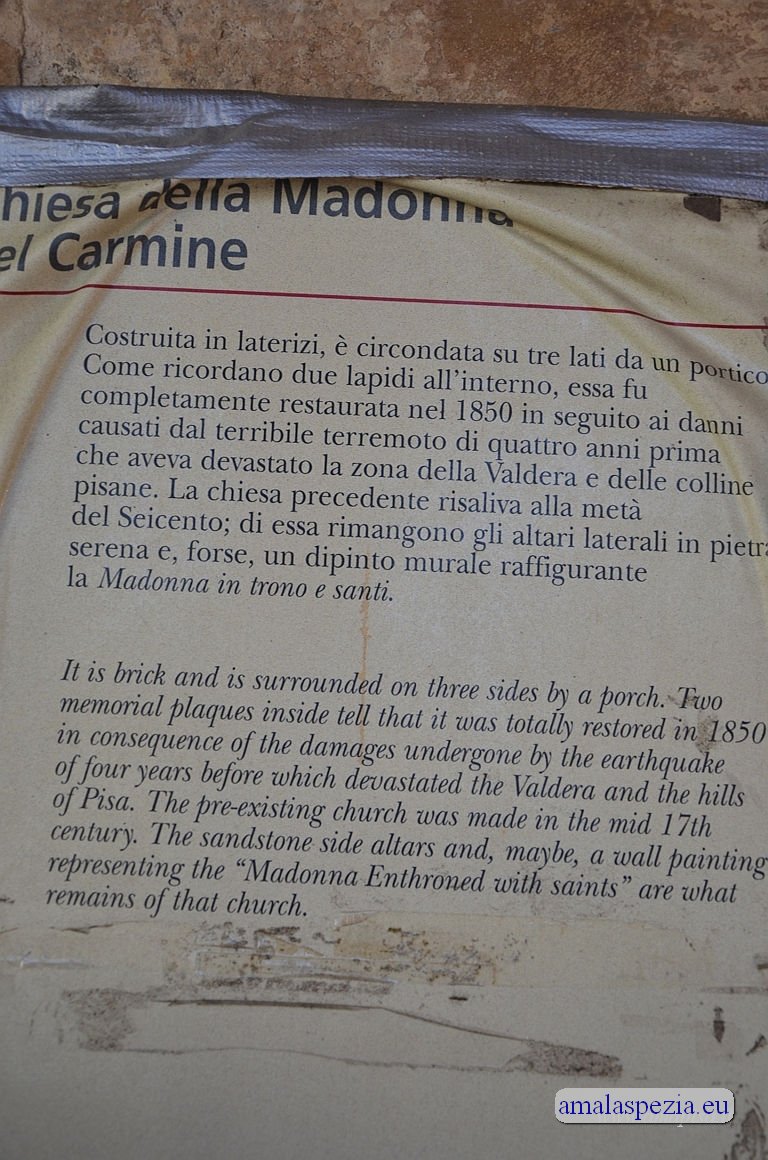 hiesa della Madonna
el Carmine
Costruita in laterizi, è circondata su tre lati da un portico
Come ricordano due lapidi all'interno, essa fu
completamente restaurata nel 1850 in seguito ai danni
causati dal terribile terremoto di quattro anni prima
che aveva devastato la zona della Valdera e delle colline
pisane. La chiesa precedente risaliva alla metà
del Seicento; di essa rimangono gli altari laterali in pietra
serena e, forse, un dipinto murale raffigurante
la Madonna in trono e santi.
It is brick and is surrounded on three sides by a porch. Two
memorial plaques inside tell that it was totally restored in 1850
in consequence of the damages undergone by the earthquake
of four years before which devastated the Valdera and the hills
of Pisa. The pre-existing church was made in the mid 17th
century. The sandstone side altars and, maybe, a wall painting
representing the “Madonna Enthroned with saints” are what
remains of that church.
amalaspezia.eu